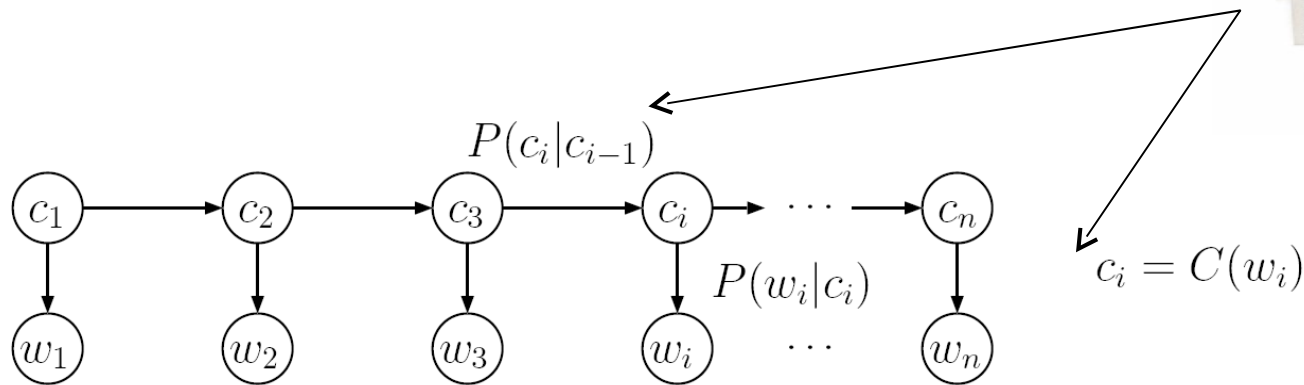 P(c_i|c_{i−1})
c_1 c_2 c_3 c_i ⋯ c_n
c_i = C(w_i)
P(w_i|c_i)
w_1 w_2 w_3 w_i ⋯ w_n